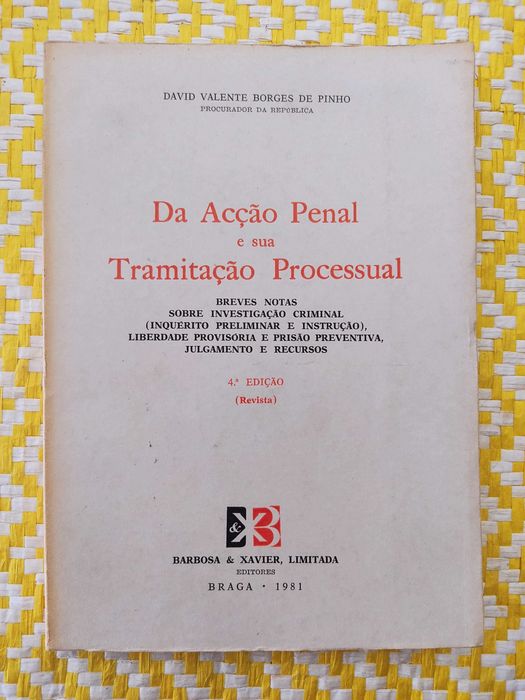 DAVID VALENTE BORGES DE PINHO
PROCURADOR DA REPÚBLICA
Da Acção Penal
e sua
Tramitação Processual
BREVES NOTAS
SOBRE INVESTIGAÇÃO CRIMINAL
(INQUÉRITO PRELIMINAR E INSTRUÇÃO),
LIBERDADE PROVISÓRIA E PRISÃO PREVENTIVA,
JULGAMENTO E RECURSOS
4.ª EDIÇÃO
(Revista)
B&X
BARBOSA & XAVIER, LIMITADA
EDITORES
BRAGA • 1981